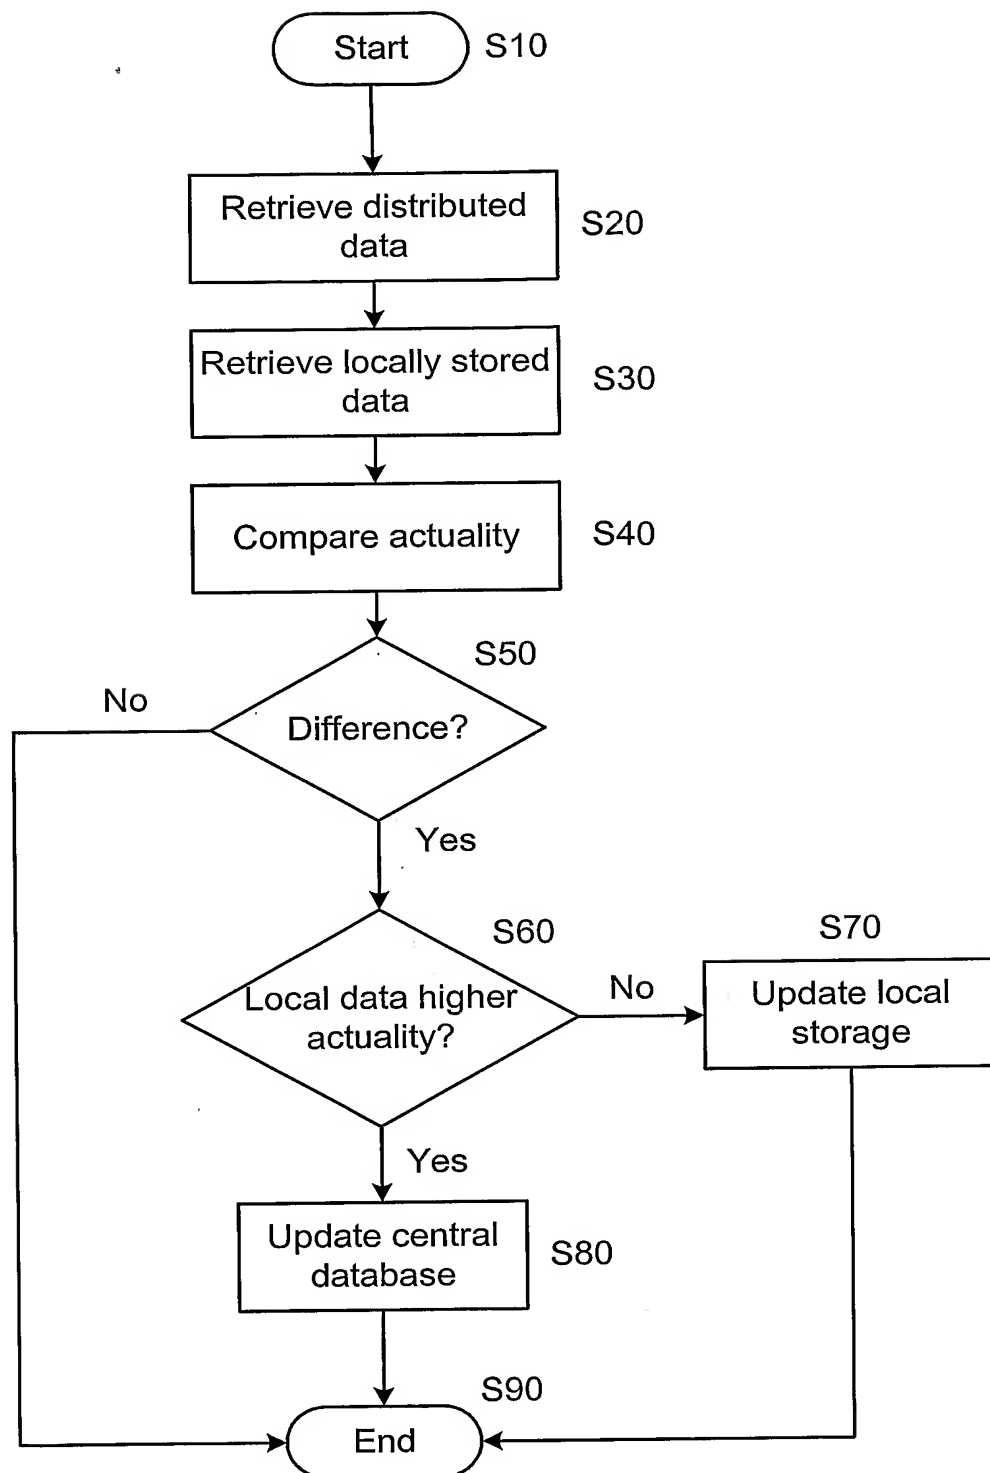 Start
S10
Retrieve distributed
data
S20
Retrieve locally stored
data
S30
Compare actuality
S40
S50
No
Difference?
Yes
S60
S70
Local data higher
actuality?
No
Update local
storage
Yes
Update central
database
S80
S90
End